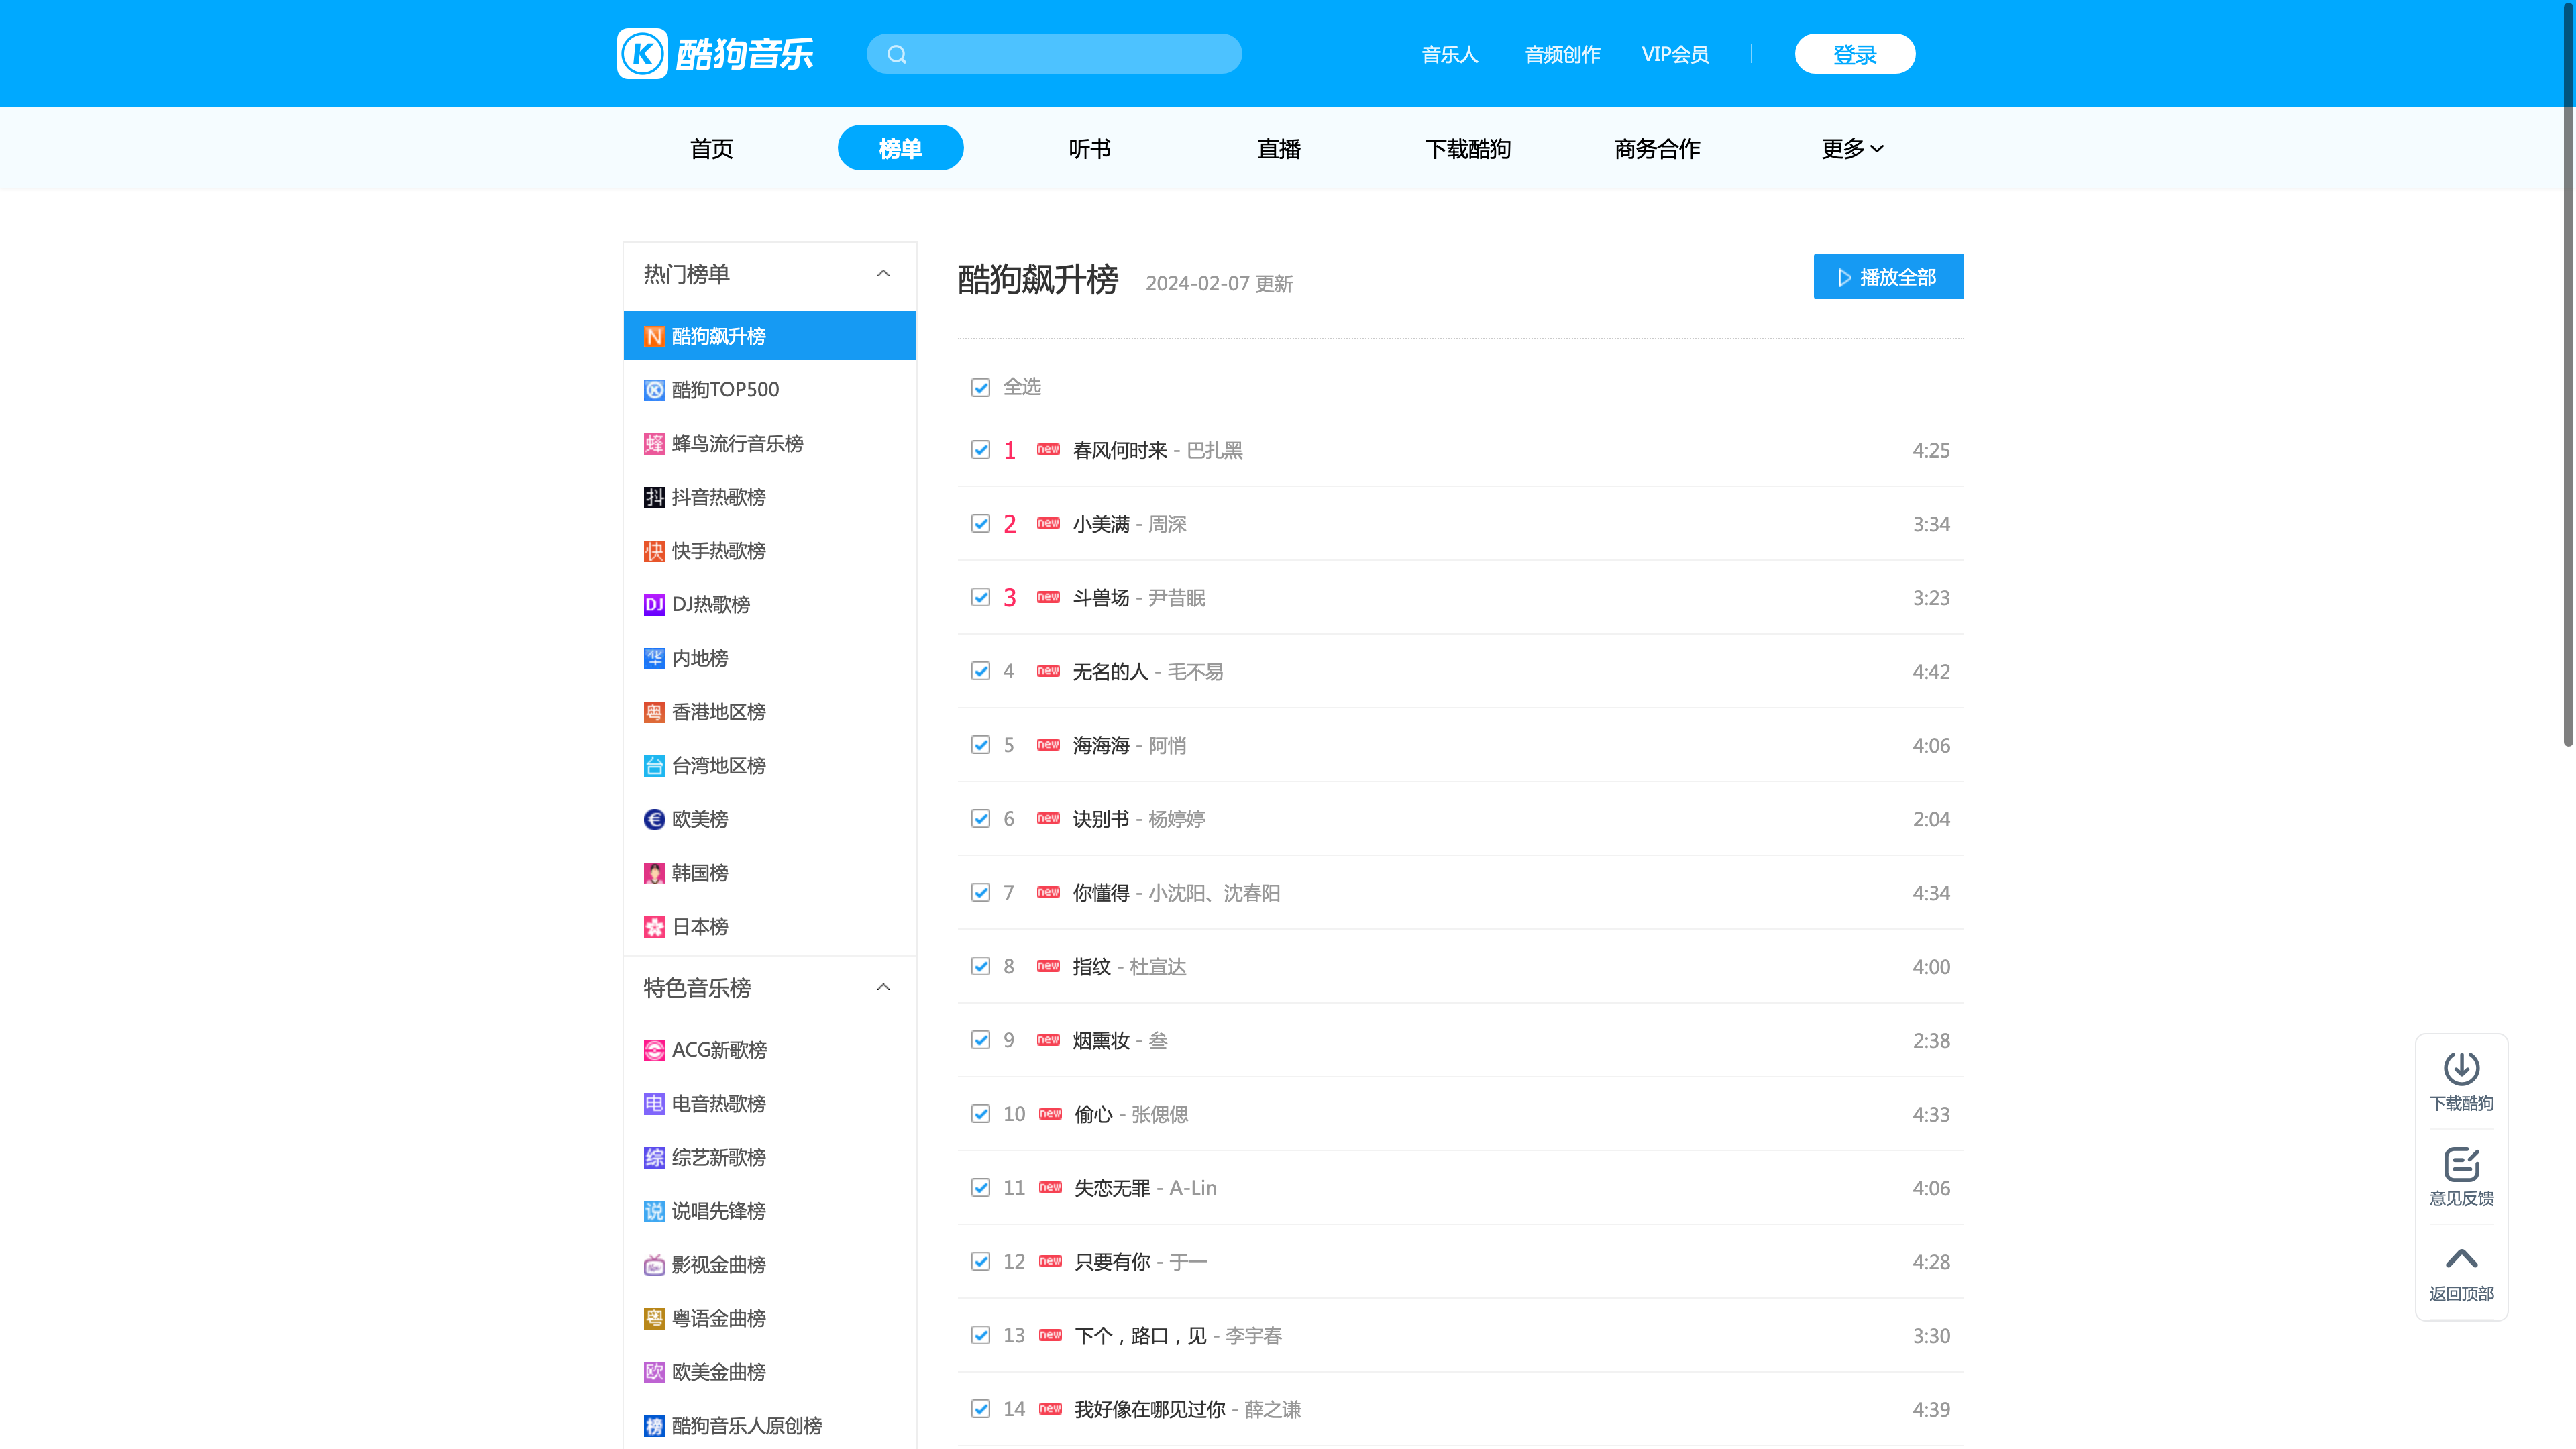 酷狗音乐
音乐人 音频创作 VIP会员 登录
首页 榜单 听书 直播 下载酷狗 商务合作 更多
热门榜单
N 酷狗飙升榜
K 酷狗TOP500
蜂 蜂鸟流行音乐榜
抖 抖音热歌榜
快 快手热歌榜
DJ DJ热歌榜
华 内地榜
粤 香港地区榜
台 台湾地区榜
€ 欧美榜
韩国榜
日本榜
特色音乐榜
ACG新歌榜
电 电音热歌榜
综 综艺新歌榜
说 说唱先锋榜
影视金曲榜
粤 粤语金曲榜
欧 欧美金曲榜
榜 酷狗音乐人原创榜
酷狗飙升榜 2024-02-07 更新
播放全部
全选
1 new 春风何时来 - 巴扎黑 4:25
2 new 小美满 - 周深 3:34
3 new 斗兽场 - 尹昔眠 3:23
4 new 无名的人 - 毛不易 4:42
5 new 海海海 - 阿悄 4:06
6 new 诀别书 - 杨婷婷 2:04
7 new 你懂得 - 小沈阳、沈春阳 4:34
8 new 指纹 - 杜宣达 4:00
9 new 烟熏妆 - 叁 2:38
10 new 偷心 - 张偲偲 4:33
11 new 失恋无罪 - A-Lin 4:06
12 new 只要有你 - 于一 4:28
13 new 下个，路口，见 - 李宇春 3:30
14 new 我好像在哪见过你 - 薛之谦 4:39
下载酷狗
意见反馈
返回顶部